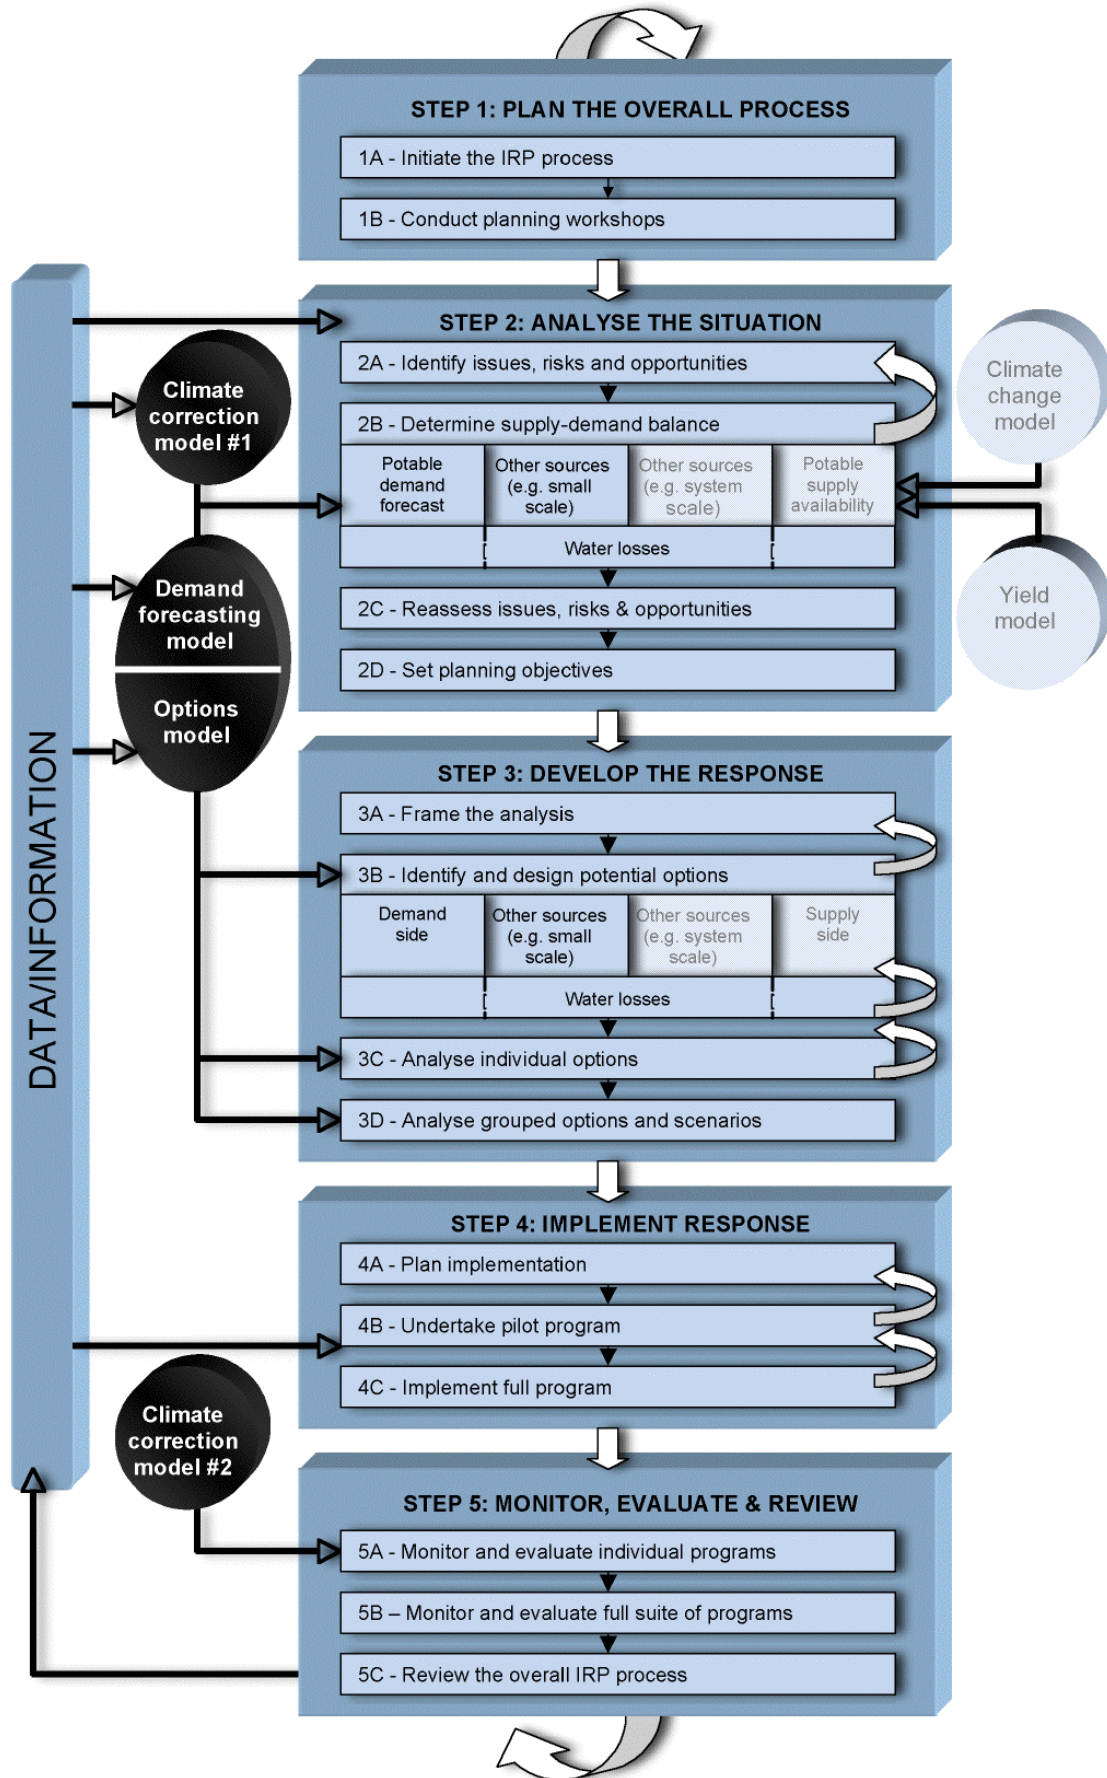 STEP 1: PLAN THE OVERALL PROCESS
1A - Initiate the IRP process
1B - Conduct planning workshops
STEP 2: ANALYSE THE SITUATION
2A - Identify issues, risks and opportunities
2B - Determine supply-demand balance
Potable
demand
forecast
Other sources
(e.g. small
scale)
Other sources
(e.g. system
scale)
Potable
supply
availability
Water losses
2C - Reassess issues, risks & opportunities
2D - Set planning objectives
Climate
correction
model #1
Demand
forecasting
model
Options
model
Climate
change
model
Yield
model
DATA/INFORMATION
STEP 3: DEVELOP THE RESPONSE
3A - Frame the analysis
3B - Identify and design potential options
Demand
side
Other sources
(e.g. small
scale)
Other sources
(e.g. system
scale)
Supply
side
Water losses
3C - Analyse individual options
3D - Analyse grouped options and scenarios
STEP 4: IMPLEMENT RESPONSE
4A - Plan implementation
4B - Undertake pilot program
4C - Implement full program
Climate
correction
model #2
STEP 5: MONITOR, EVALUATE & REVIEW
5A - Monitor and evaluate individual programs
5B – Monitor and evaluate full suite of programs
5C - Review the overall IRP process